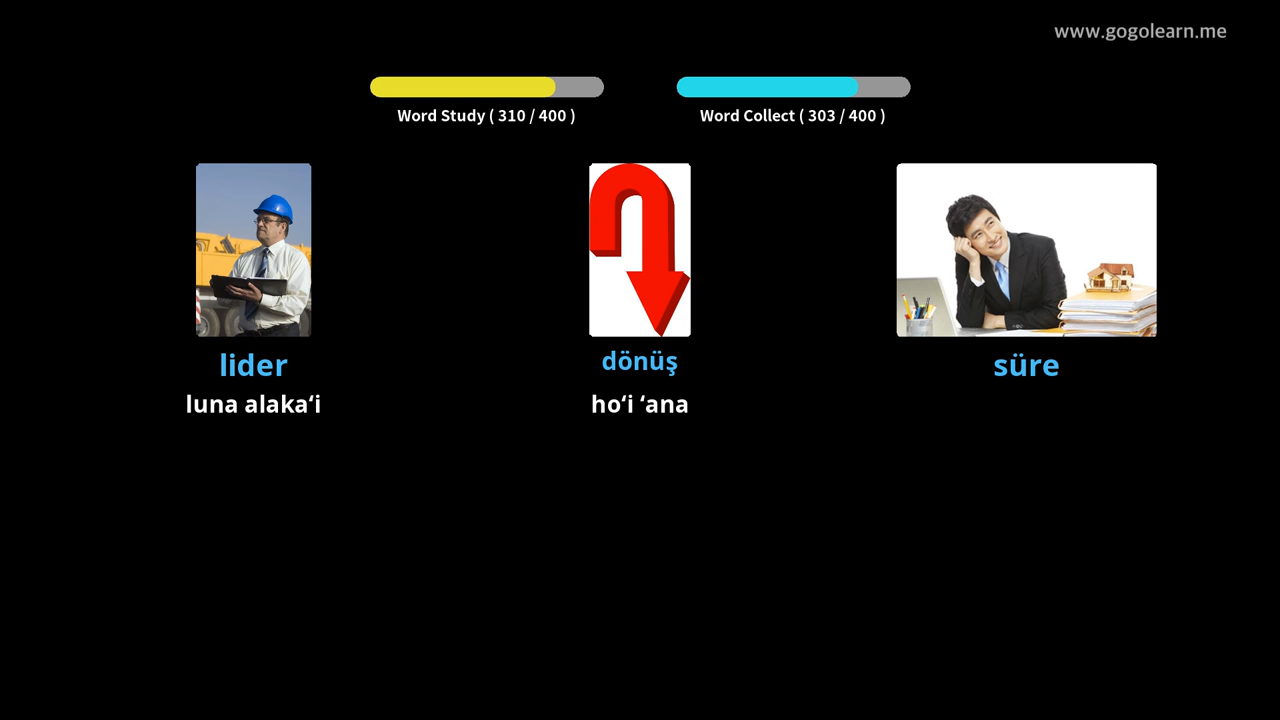 www.gogolearn.me
Word Study ( 310 / 400 )
Word Collect ( 303 / 400 )
lider
dönüş
süre
luna alakaʻi
hoʻi ʻana